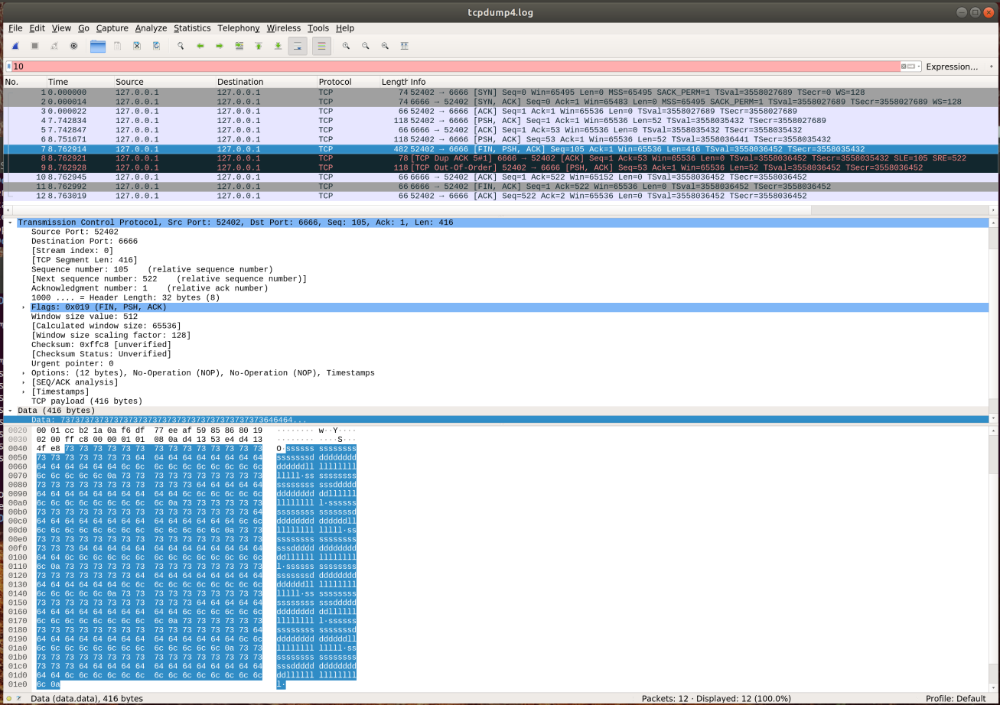 tcpdump4.log
File Edit View Go Capture Analyze Statistics Telephony Wireless Tools Help
10 Expression... +
No. Time Source Destination Protocol Length Info
1 0.000000 127.0.0.1 127.0.0.1 TCP 74 52402 → 6666 [SYN] Seq=0 Win=65495 Len=0 MSS=65495 SACK_PERM=1 TSval=3558027689 TSecr=0 WS=128
2 0.000014 127.0.0.1 127.0.0.1 TCP 74 6666 → 52402 [SYN, ACK] Seq=0 Ack=1 Win=65483 Len=0 MSS=65495 SACK_PERM=1 TSval=3558027689 TSecr=3558027689 WS=128
3 0.000022 127.0.0.1 127.0.0.1 TCP 66 52402 → 6666 [ACK] Seq=1 Ack=1 Win=65536 Len=0 TSval=3558027689 TSecr=3558027689
4 7.742834 127.0.0.1 127.0.0.1 TCP 118 52402 → 6666 [PSH, ACK] Seq=1 Ack=1 Win=65536 Len=52 TSval=3558035432 TSecr=3558027689
5 7.742847 127.0.0.1 127.0.0.1 TCP 66 6666 → 52402 [ACK] Seq=1 Ack=53 Win=65536 Len=0 TSval=3558035432 TSecr=3558035432
6 8.751671 127.0.0.1 127.0.0.1 TCP 118 52402 → 6666 [PSH, ACK] Seq=53 Ack=1 Win=65536 Len=52 TSval=3558036441 TSecr=3558035432
7 8.762914 127.0.0.1 127.0.0.1 TCP 482 52402 → 6666 [FIN, PSH, ACK] Seq=105 Ack=1 Win=65536 Len=416 TSval=3558036452 TSecr=3558035432
8 8.762921 127.0.0.1 127.0.0.1 TCP 78 [TCP Dup ACK 5#1] 6666 → 52402 [ACK] Seq=1 Ack=53 Win=65536 Len=0 TSval=3558036452 TSecr=3558035432 SLE=105 SRE=522
9 8.762928 127.0.0.1 127.0.0.1 TCP 118 [TCP Out-Of-Order] 52402 → 6666 [PSH, ACK] Seq=53 Ack=1 Win=65536 Len=52 TSval=3558036452 TSecr=3558036452
10 8.762945 127.0.0.1 127.0.0.1 TCP 66 6666 → 52402 [ACK] Seq=1 Ack=522 Win=65152 Len=0 TSval=3558036452 TSecr=3558036452
11 8.762992 127.0.0.1 127.0.0.1 TCP 66 6666 → 52402 [FIN, ACK] Seq=1 Ack=522 Win=65536 Len=0 TSval=3558036452 TSecr=3558036452
12 8.763019 127.0.0.1 127.0.0.1 TCP 66 52402 → 6666 [ACK] Seq=522 Ack=2 Win=65536 Len=0 TSval=3558036452 TSecr=3558036452
Transmission Control Protocol, Src Port: 52402, Dst Port: 6666, Seq: 105, Ack: 1, Len: 416
Source Port: 52402
Destination Port: 6666
[Stream index: 0]
[TCP Segment Len: 416]
Sequence number: 105 (relative sequence number)
[Next sequence number: 522 (relative sequence number)]
Acknowledgment number: 1 (relative ack number)
1000 .... = Header Length: 32 bytes (8)
Flags: 0x019 (FIN, PSH, ACK)
Window size value: 512
[Calculated window size: 65536]
[Window size scaling factor: 128]
Checksum: 0xffc8 [unverified]
[Checksum Status: Unverified]
Urgent pointer: 0
Options: (12 bytes), No-Operation (NOP), No-Operation (NOP), Timestamps
[SEQ/ACK analysis]
[Timestamps]
TCP payload (416 bytes)
Data (416 bytes)
Data: 737373737373737373737373737373737373737373646464...
0020 00 01 cc b2 1a 0a f6 df 77 ee af 59 85 86 80 19 ········ w··Y····
0030 02 00 ff c8 00 00 01 01 08 0a d4 13 53 e4 d4 13 ········ ····S···
0040 4f e8 73 73 73 73 73 73 73 73 73 73 73 73 73 73 O·ssssss ssssssss
0050 73 73 73 73 73 73 73 64 64 64 64 64 64 64 64 64 sssssssd dddddddd
0060 64 64 64 64 64 64 6c 6c 6c 6c 6c 6c 6c 6c 6c 6c ddddddll llllllll
0070 6c 6c 6c 6c 6c 0a 73 73 73 73 73 73 73 73 73 73 lllll·ss ssssssss
0080 73 73 73 73 73 73 73 73 73 73 73 64 64 64 64 64 ssssssss sssddddd
0090 64 64 64 64 64 64 64 64 64 64 6c 6c 6c 6c 6c 6c dddddddd ddllllll
00a0 6c 6c 6c 6c 6c 6c 6c 6c 6c 0a 73 73 73 73 73 73 llllllll l·ssssss
00b0 73 73 73 73 73 73 73 73 73 73 73 73 73 73 73 64 ssssssss sssssssd
00c0 64 64 64 64 64 64 64 64 64 64 64 64 64 64 6c 6c dddddddd ddddddll
00d0 6c 6c 6c 6c 6c 6c 6c 6c 6c 6c 6c 6c 6c 0a 73 73 llllllll lllll·ss
00e0 73 73 73 73 73 73 73 73 73 73 73 73 73 73 73 73 ssssssss ssssssss
00f0 73 73 73 64 64 64 64 64 64 64 64 64 64 64 64 64 sssddddd dddddddd
0100 64 64 6c 6c 6c 6c 6c 6c 6c 6c 6c 6c 6c 6c 6c 6c ddllllll llllllll
0110 6c 0a 73 73 73 73 73 73 73 73 73 73 73 73 73 73 l·ssssss ssssssss
0120 73 73 73 73 73 73 73 64 64 64 64 64 64 64 64 64 sssssssd dddddddd
0130 64 64 64 64 64 64 6c 6c 6c 6c 6c 6c 6c 6c 6c 6c ddddddll llllllll
0140 6c 6c 6c 6c 6c 0a 73 73 73 73 73 73 73 73 73 73 lllll·ss ssssssss
0150 73 73 73 73 73 73 73 73 73 73 73 64 64 64 64 64 ssssssss sssddddd
0160 64 64 64 64 64 64 64 64 64 64 6c 6c 6c 6c 6c 6c dddddddd ddllllll
0170 6c 6c 6c 6c 6c 6c 6c 6c 6c 0a 73 73 73 73 73 73 llllllll l·ssssss
0180 73 73 73 73 73 73 73 73 73 73 73 73 73 73 73 64 ssssssss sssssssd
0190 64 64 64 64 64 64 64 64 64 64 64 64 64 64 6c 6c dddddddd ddddddll
01a0 6c 6c 6c 6c 6c 6c 6c 6c 6c 6c 6c 6c 6c 0a 73 73 llllllll lllll·ss
01b0 73 73 73 73 73 73 73 73 73 73 73 73 73 73 73 73 ssssssss ssssssss
01c0 73 73 73 64 64 64 64 64 64 64 64 64 64 64 64 64 sssddddd dddddddd
01d0 64 64 6c 6c 6c 6c 6c 6c 6c 6c 6c 6c 6c 6c 6c 6c ddllllll llllllll
01e0 6c 0a l·
Data (data.data), 416 bytes Packets: 12 · Displayed: 12 (100.0%) Profile: Default